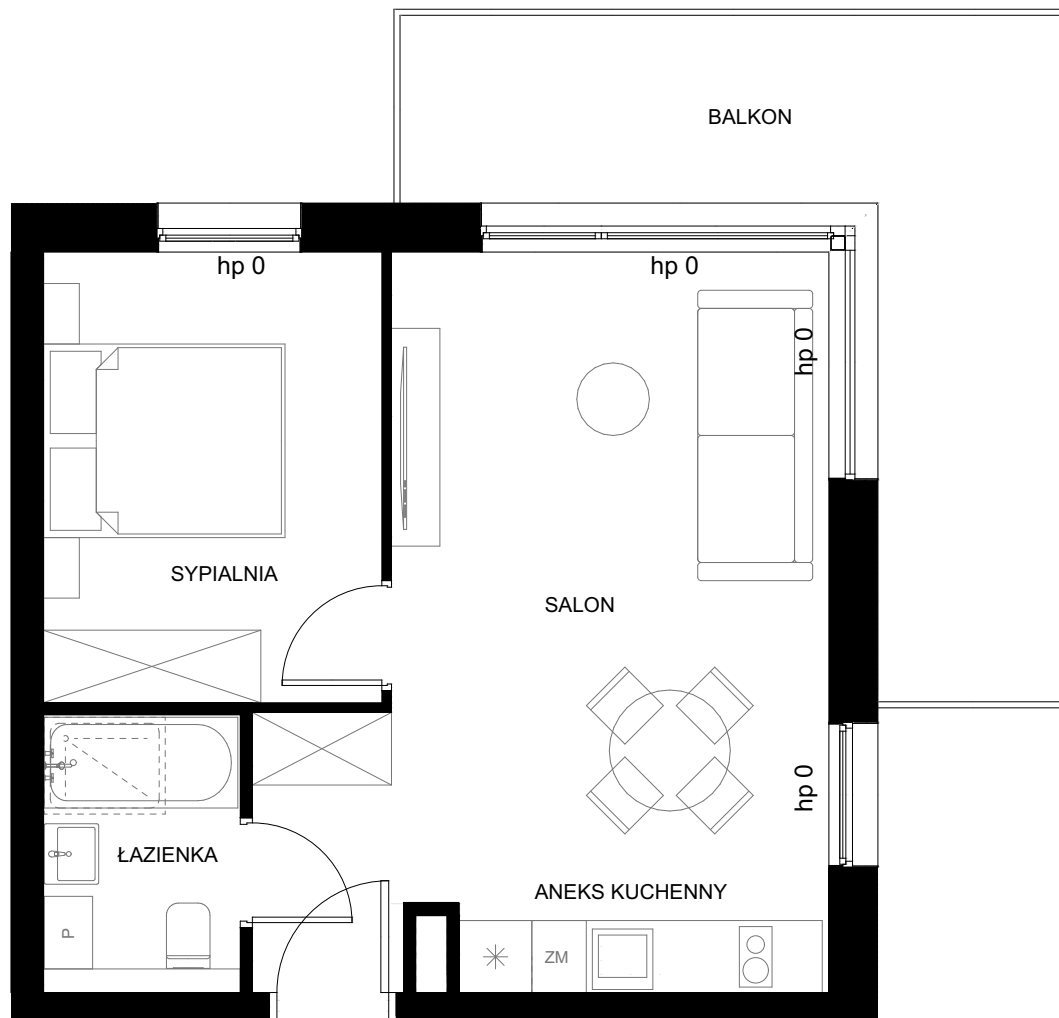 BALKON
hp 0
hp 0
hp 0
SYPIALNIA
SALON
hp 0
ŁAZIENKA
ANEKS KUCHENNY
P
ZM